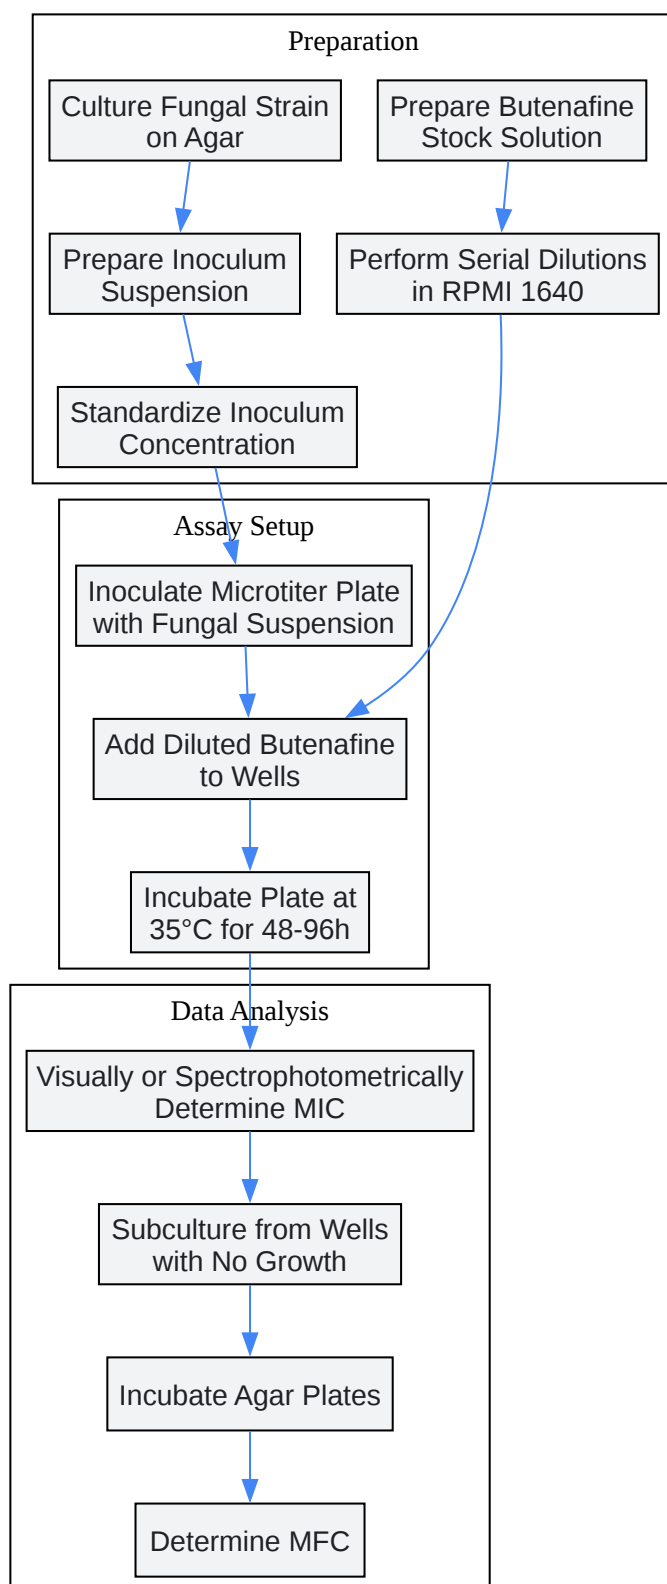 Preparation
Culture Fungal Strain
on Agar
Prepare Butenafine
Stock Solution
Prepare Inoculum
Suspension
Perform Serial Dilutions
in RPMI 1640
Standardize Inoculum
Concentration
Assay Setup
Inoculate Microtiter Plate
with Fungal Suspension
Add Diluted Butenafine
to Wells
Incubate Plate at
35°C for 48-96h
Data Analysis
Visually or Spectrophotometrically
Determine MIC
Subculture from Wells
with No Growth
Incubate Agar Plates
Determine MFC